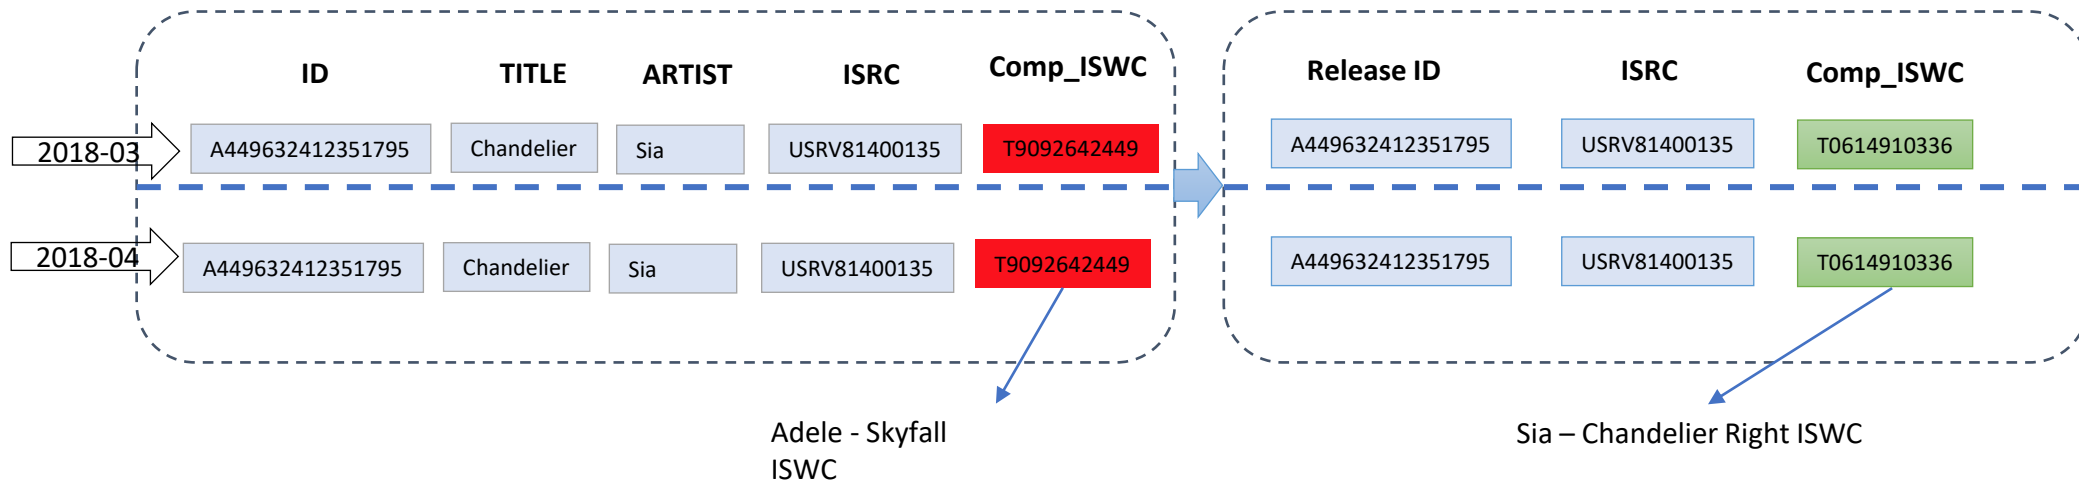 ID TITLE ARTIST ISRC Comp_ISWC Release ID ISRC Comp_ISWC
2018-03 A449632412351795 Chandelier Sia USRV81400135 T9092642449 A449632412351795 USRV81400135 T0614910336
2018-04 A449632412351795 Chandelier Sia USRV81400135 T9092642449 A449632412351795 USRV81400135 T0614910336
Adele - Skyfall
ISWC
Sia – Chandelier Right ISWC